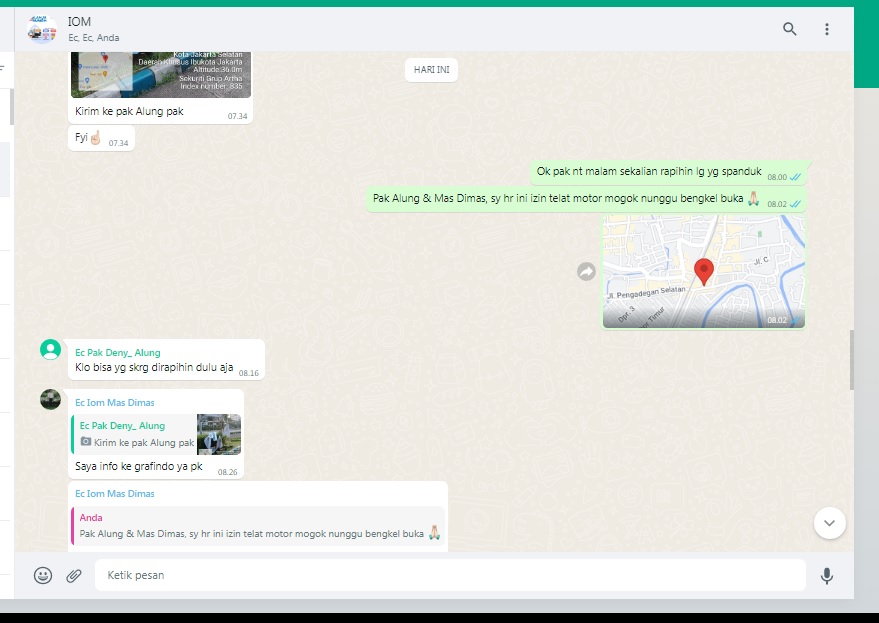 IOM
Ec, Ec, Anda
Kota Jakarta Selatan
Daerah Khusus Ibukota Jakarta
Altitude:36.0m
Sekuriti Grup Artha
Index number: 835
Kirim ke pak Alung pak
07.34
HARI INI
Fyi☝🏻
07.34
Ok pak nt malam sekalian rapihin lg yg spanduk
08.00
Pak Alung & Mas Dimas, sy hr ini izin telat motor mogok nunggu bengkel buka 🙏🏻
08.02
Jl. C
Jl. Pengadegan Selatan
Dpt. 3
Timur
08.02
Ec Pak Deny_ Alung
Klo bisa yg skrg dirapihin dulu aja
08.16
Ec Iom Mas Dimas
Ec Pak Deny_ Alung
Kirim ke pak Alung pak
Saya info ke grafindo ya pk
08.26
Ec Iom Mas Dimas
Anda
Pak Alung & Mas Dimas, sy hr ini izin telat motor mogok nunggu bengkel buka 🙏🏻
Ketik pesan